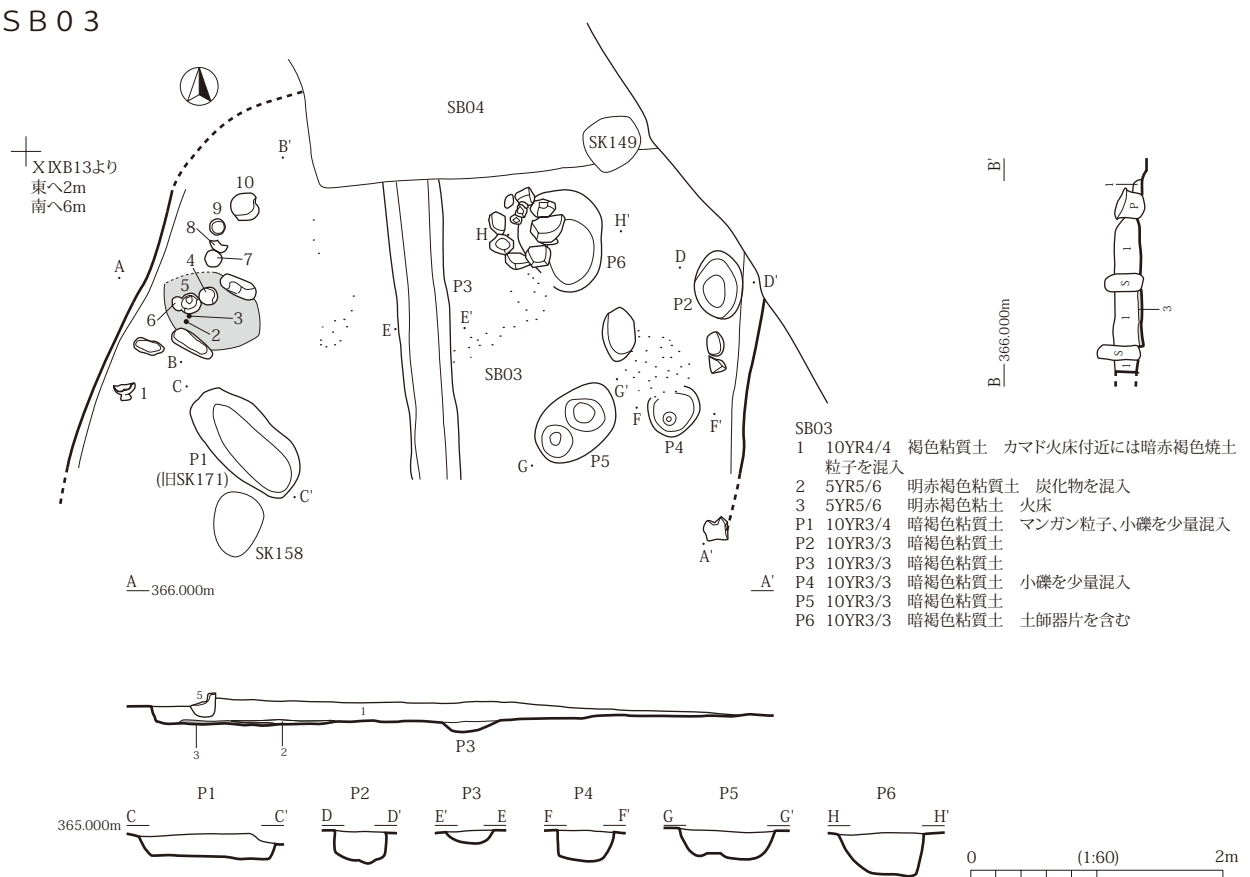 SB03
SB04
SK149
XⅨB13より
東へ2m
南へ6m
B'
10
9
8
7
4
5
6
3
2
A
B
C
1
P1
(旧SK171)
C'
SK158
H
H'
P6
P3
E
E'
SB03
D
D'
P2
G'
F
F'
P4
G
P5
A'
B'
B 366.000m
1
P
1
S
1
S
1
3
SB03
1 10YR4/4 褐色粘質土 カマド火床付近には暗赤褐色焼土
粒子を混入
2 5YR5/6 明赤褐色粘質土 炭化物を混入
3 5YR5/6 明赤褐色粘土 火床
P1 10YR3/4 暗褐色粘質土 マンガン粒子、小礫を少量混入
P2 10YR3/3 暗褐色粘質土
P3 10YR3/3 暗褐色粘質土
P4 10YR3/3 暗褐色粘質土 小礫を少量混入
P5 10YR3/3 暗褐色粘質土
P6 10YR3/3 暗褐色粘質土 土師器片を含む
A 366.000m A'
5
1
3
2
P3
P1 P2 P3 P4 P5 P6
365.000m C C' D D' E' E F F' G G' H H'
0 (1:60) 2m